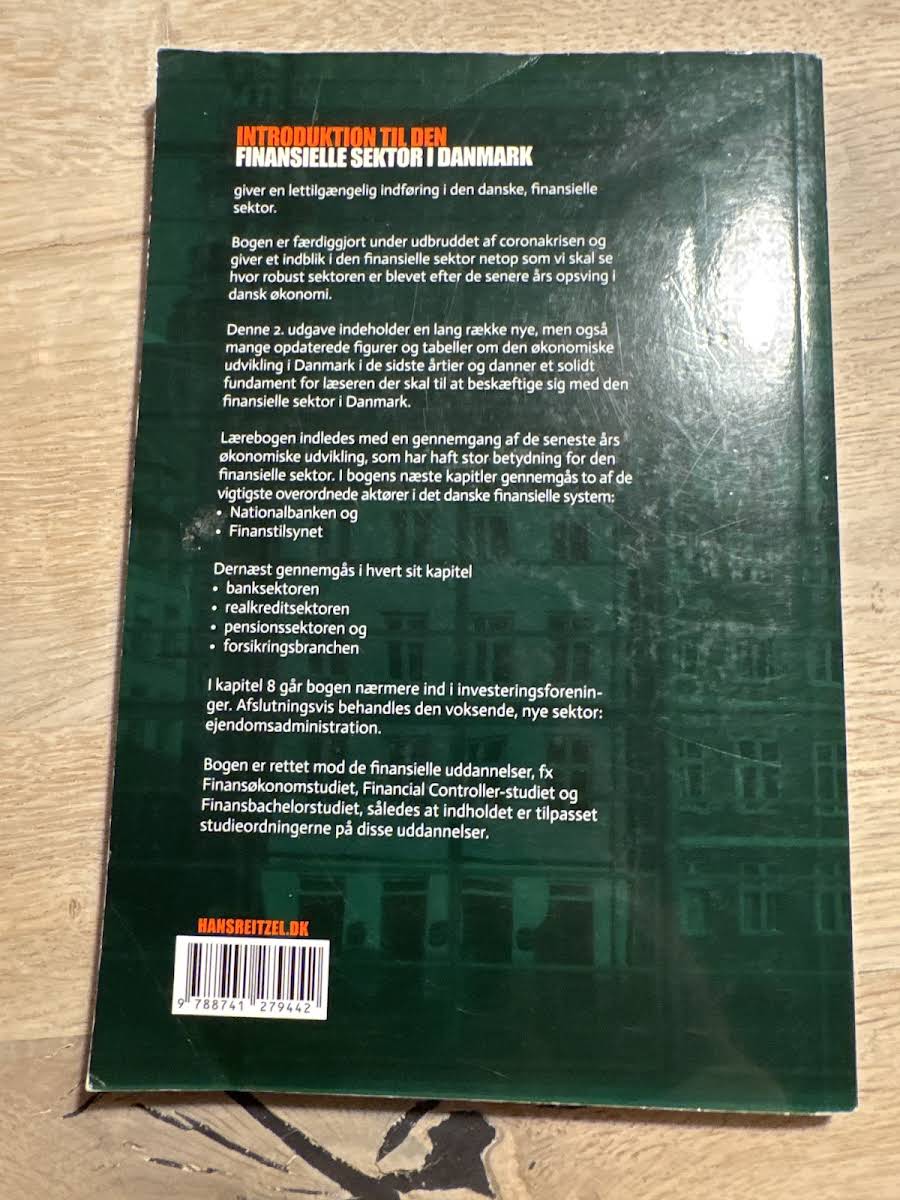 INTRODUKTION TIL DEN
FINANSIELLE SEKTOR I DANMARK
giver en lettilgængelig indføring i den danske, finansielle
sektor.
Bogen er færdiggjort under udbruddet af coronakrisen og
giver et indblik i den finansielle sektor netop som vi skal se
hvor robust sektoren er blevet efter de senere års opsving i
dansk økonomi.
Denne 2. udgave indeholder en lang række nye, men også
mange opdaterede figurer og tabeller om den økonomiske
udvikling i Danmark i de sidste årtier og danner et solidt
fundament for læseren der skal til at beskæftige sig med den
finansielle sektor i Danmark.
Lærebogen indledes med en gennemgang af de seneste års
økonomiske udvikling, som har haft stor betydning for den
finansielle sektor. I bogens næste kapitler gennemgås to af de
vigtigste overordnede aktører i det danske finansielle system:
• Nationalbanken og
• Finanstilsynet
Dernæst gennemgås i hvert sit kapitel
• banksektoren
• realkreditsektoren
• pensionssektoren og
• forsikringsbranchen
I kapitel 8 går bogen nærmere ind i investeringsforenin-
ger. Afslutningsvis behandles den voksende, nye sektor:
ejendomsadministration.
Bogen er rettet mod de finansielle uddannelser, fx
Finansøkonomstudiet, Financial Controller-studiet og
Finansbachelorstudiet, således at indholdet er tilpasset
studieordningerne på disse uddannelser.
HANSREITZEL.DK
9 788741 279442